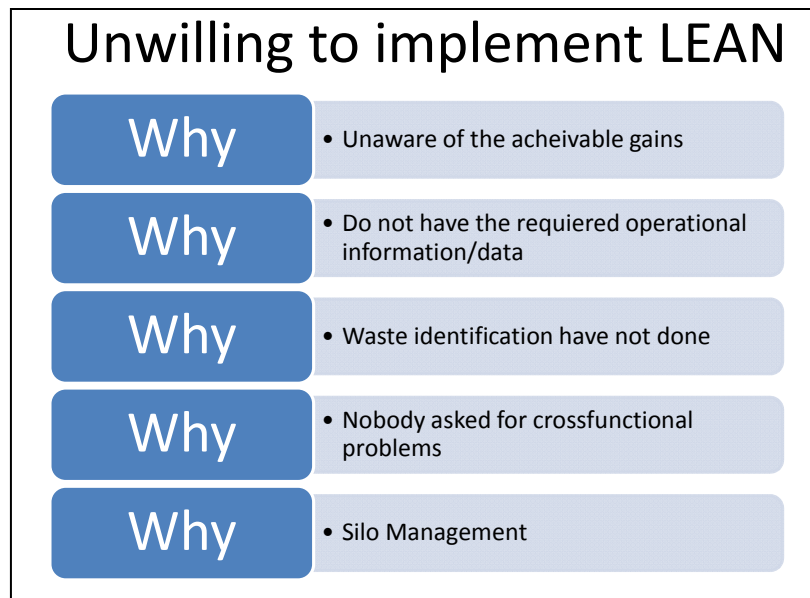 Unwilling to implement LEAN
Why
• Unaware of the acheivable gains
Why
• Do not have the requiered operational
information/data
Why
• Waste identification have not done
Why
• Nobody asked for crossfunctional
problems
Why
• Silo Management